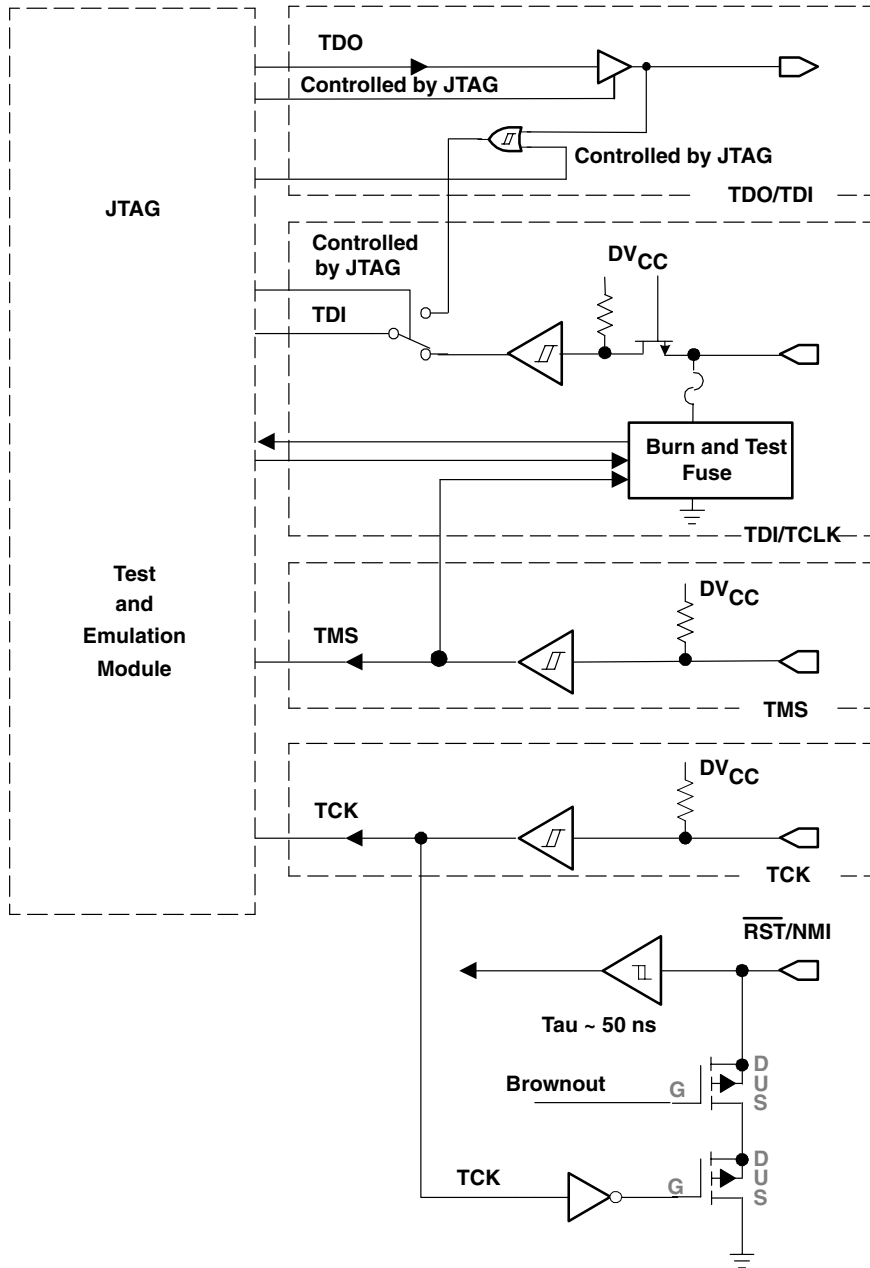 TDO
Controlled by JTAG
Controlled by JTAG
TDO/TDI
JTAG
Controlled
by JTAG
TDI
DVCC
Burn and Test
Fuse
TDI/TCLK
Test
and
Emulation
Module
TMS
DVCC
TMS
TCK
DVCC
TCK
RST/NMI
Tau ~ 50 ns
Brownout
G
D
U
S
TCK
G
D
U
S